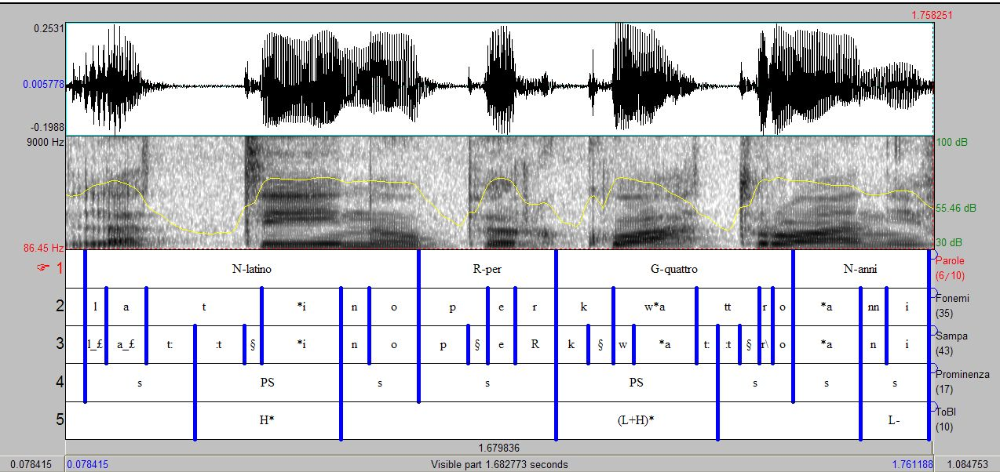 1.758251
0.2531
0.005778
-0.1988
9000 Hz 100 dB
55.46 dB
86.45 Hz 30 dB
☞ 1 N-latino R-per G-quattro N-anni Parole (6/10)
2 l a t *i n o p e r k w*a tt r o *a nn i Fonemi (35)
3 l_£ a_£ t: :t § *i n o p § e R k § w *a t: :t § r\ o *a n i Sampa (43)
4 s PS s s PS s s s Prominenza (17)
5 H* (L+H)* L- ToBI (10)
1.679836
0.078415 0.078415 Visible part 1.682773 seconds 1.761188 1.084753